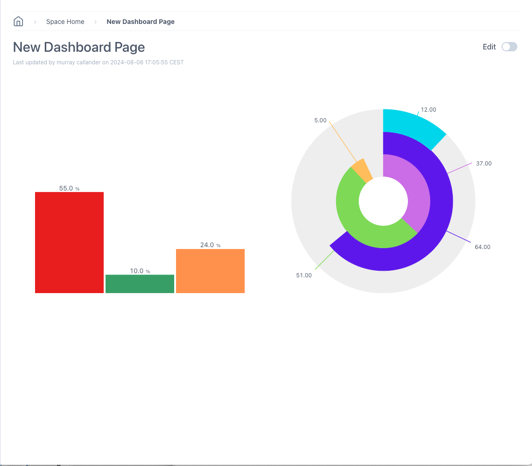 Space Home
New Dashboard Page
New Dashboard Page
Edit
Last updated by murray callander on 2024-08-08 17:05:55 CEST
12.00
5.00
37.00
55.0 %
64.00
24.0 %
10.0 %
51.00